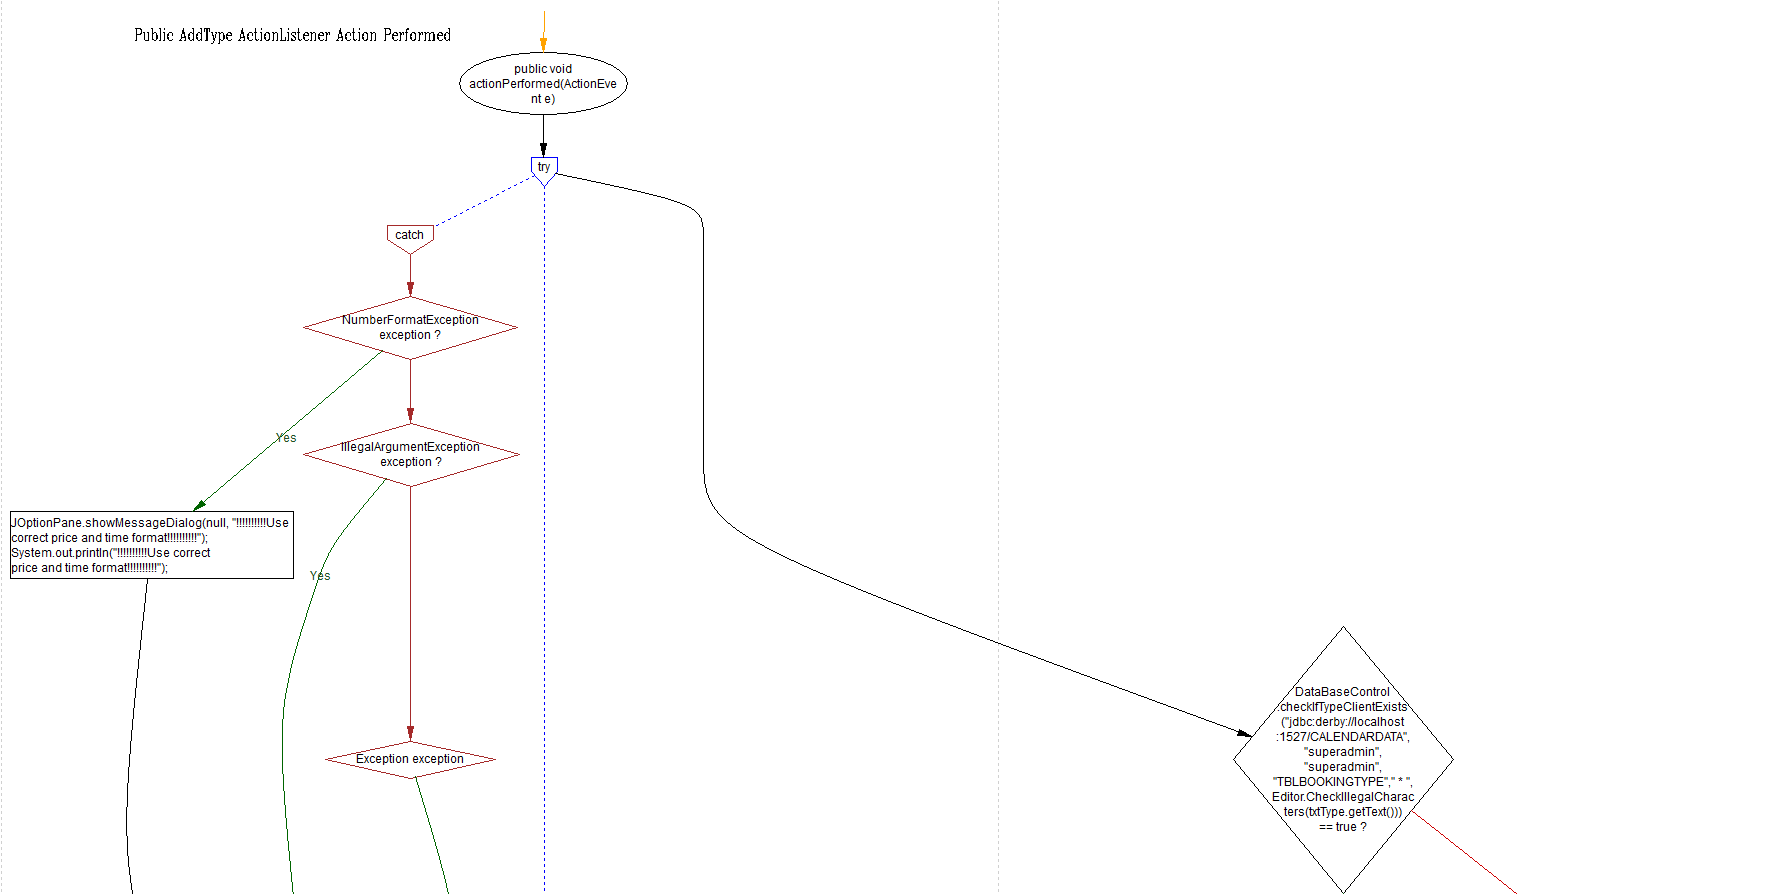 Public AddType ActionListener Action Performed
public void
actionPerformed(ActionEve
nt e)
try
catch
NumberFormatException
exception ?
Yes
IllegalArgumentException
exception ?
JOptionPane.showMessageDialog(null, "!!!!!!!!!!Use
correct price and time format!!!!!!!!!!");
System.out.println("!!!!!!!!!!Use correct
price and time format!!!!!!!!!!");
Yes
Exception exception
DataBaseControl
.checkIfTypeClientExists
("jdbc:derby://localhost
:1527/CALENDARDATA",
"superadmin",
"superadmin",
"TBLBOOKINGTYPE"," * ",
Editor.CheckIllegalCharac
ters(txtType.getText()))
== true ?